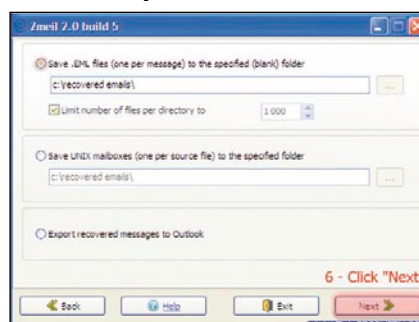 Zmeil 2.0 build 5
Save .EML files (one per message) to the specified (blank) folder
c:\recovered emails\
...
Limit number of files per directory to
1 000
Save UNIX mailboxes (one per source file) to the specified folder
c:\recovered emails\
...
Export recovered messages to Outlook
6 - Click "Next
Back
Help
Exit
Next